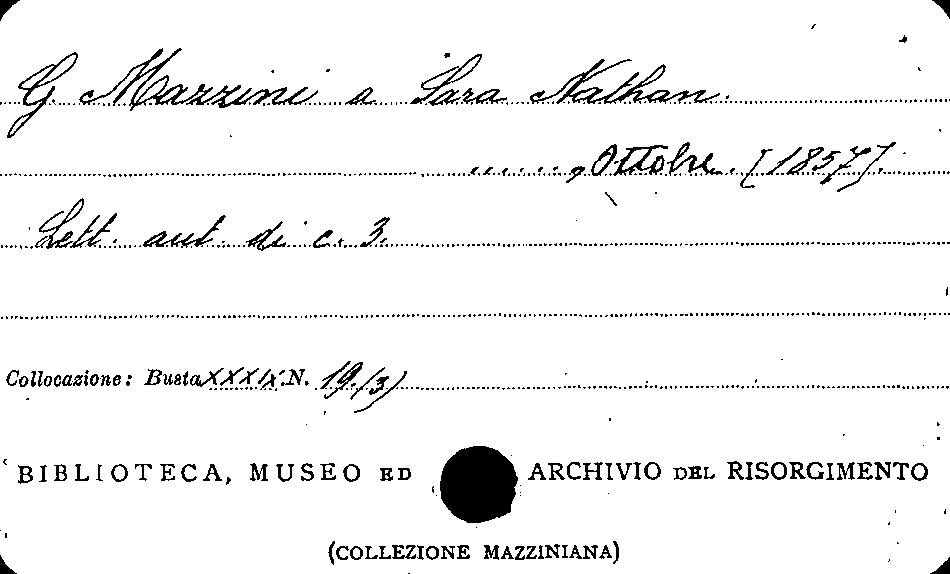 G. Mazzini a Sara Nathan.
......, Ottobre. [1857].
Lett. aut. di c. 3.
Collocazione: Busta XXXIX. N. 19.(3)
BIBLIOTECA, MUSEO ED ARCHIVIO DEL RISORGIMENTO
(COLLEZIONE MAZZINIANA)